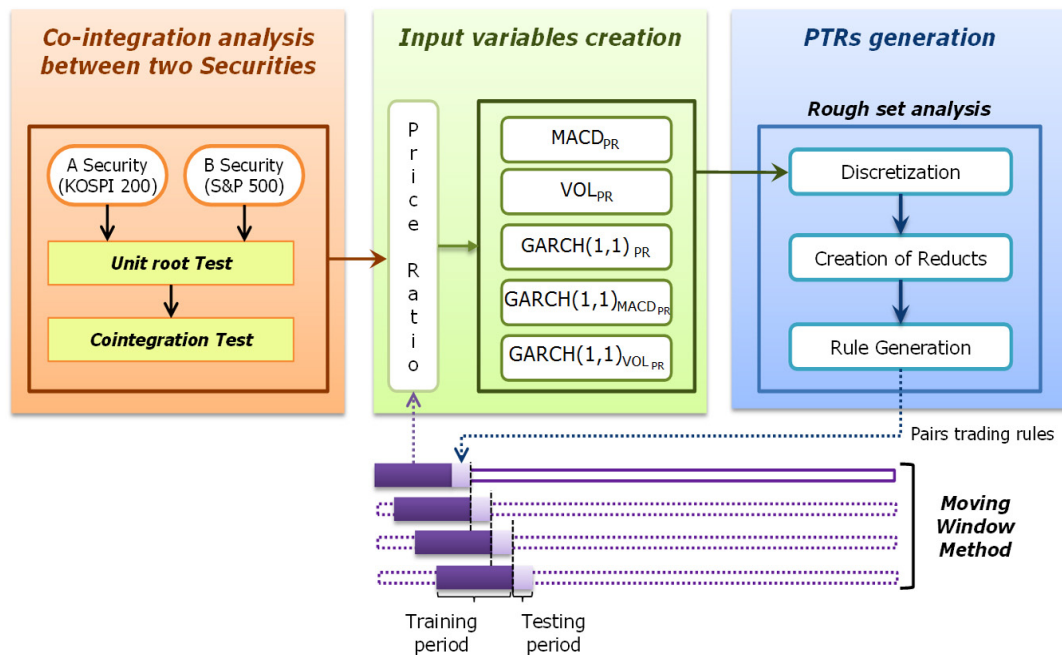 Co-integration analysis
between two Securities
A Security
(KOSPI 200)
B Security
(S&P 500)
Unit root Test
Cointegration Test
Input variables creation
Price Ratio
MACDPR
VOLPR
GARCH(1,1) PR
GARCH(1,1)MACDPR
GARCH(1,1)VOL PR
PTRs generation
Rough set analysis
Discretization
Creation of Reducts
Rule Generation
Pairs trading rules
Moving
Window
Method
Training
period
Testing
period